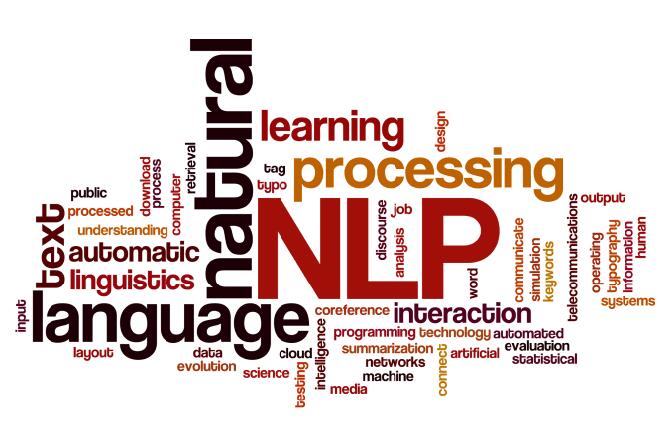 natural
learning
design
processing
tag
typo
retrieval
download
process
computer
public
processed
understanding
text
automatic
linguistics
NLP
discourse
job
analysis
word
communicate
simulation
keywords
telecommunications
output
operating
typography
information
human
systems
input
language
coreference
interaction
programming
technology
automated
layout
data
cloud
intelligence
summarization
artificial
evaluation
statistical
evolution
science
testing
networks
machine
connect
media